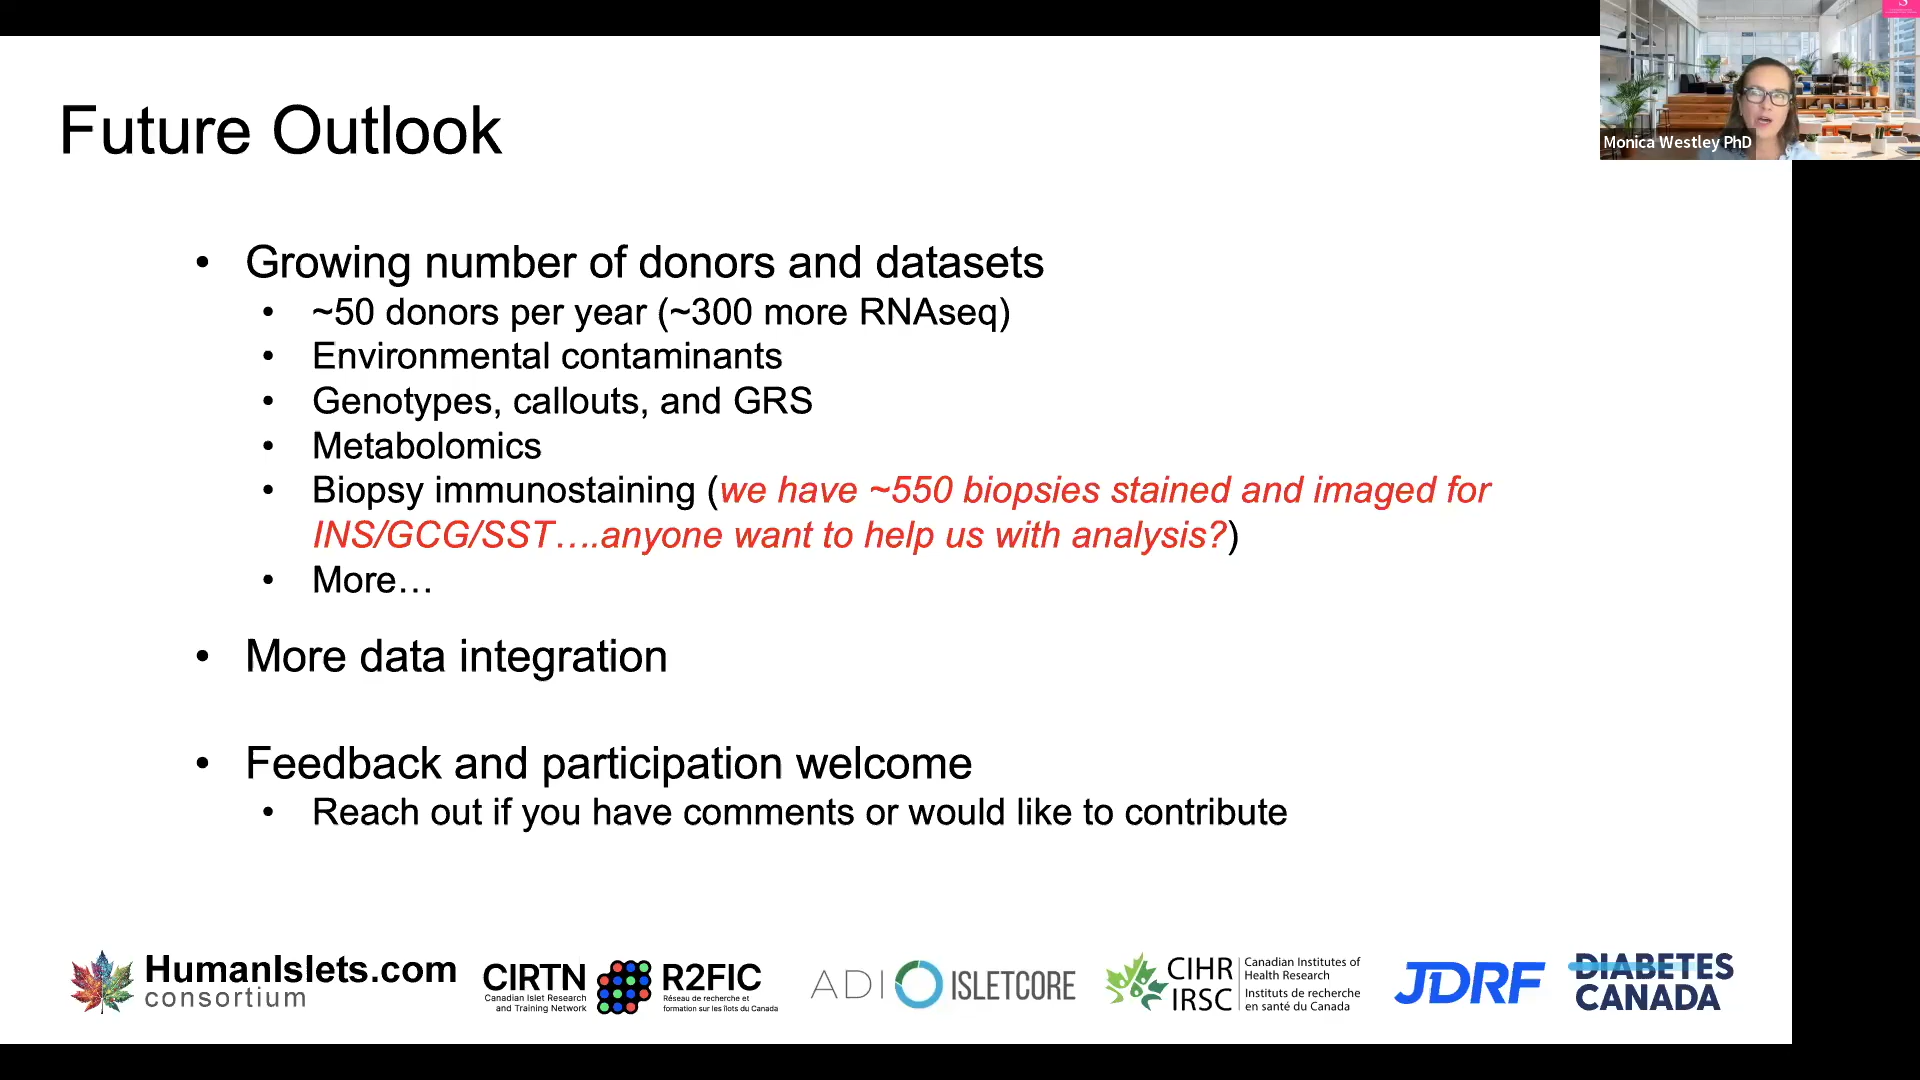 Future Outlook
Monica Westley PhD
• Growing number of donors and datasets
• ~50 donors per year (~300 more RNAseq)
• Environmental contaminants
• Genotypes, callouts, and GRS
• Metabolomics
• Biopsy immunostaining (we have ~550 biopsies stained and imaged for
INS/GCG/SST….anyone want to help us with analysis?)
• More…
• More data integration
• Feedback and participation welcome
• Reach out if you have comments or would like to contribute
HumanIslets.com
consortium
CIRTN
Canadian Islet Research
and Training Network
R2FIC
Réseau de recherche et
formation sur les îlots du Canada
ADI ISLETCORE
CIHR
IRSC
Canadian Institutes of
Health Research
Instituts de recherche
en santé du Canada
JDRF
DIABETES
CANADA